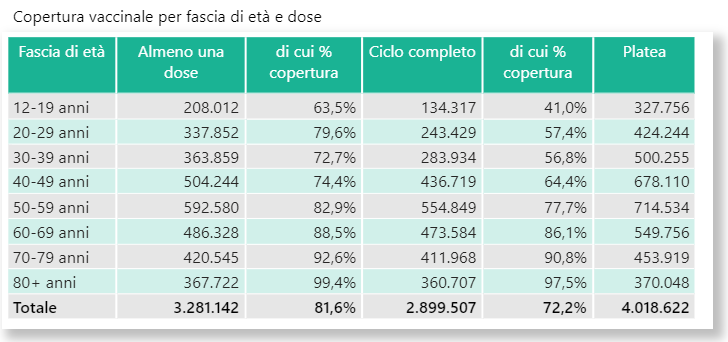 Copertura vaccinale per fascia di età e dose
Fascia di età Almeno una dose di cui % copertura Ciclo completo di cui % copertura Platea
12-19 anni 208.012 63,5% 134.317 41,0% 327.756
20-29 anni 337.852 79,6% 243.429 57,4% 424.244
30-39 anni 363.859 72,7% 283.934 56,8% 500.255
40-49 anni 504.244 74,4% 436.719 64,4% 678.110
50-59 anni 592.580 82,9% 554.849 77,7% 714.534
60-69 anni 486.328 88,5% 473.584 86,1% 549.756
70-79 anni 420.545 92,6% 411.968 90,8% 453.919
80+ anni 367.722 99,4% 360.707 97,5% 370.048
Totale 3.281.142 81,6% 2.899.507 72,2% 4.018.622